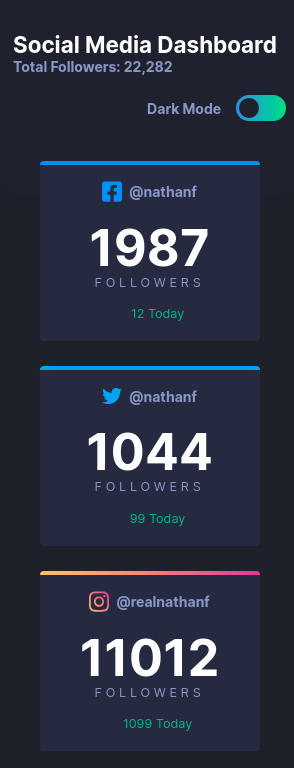 Social Media Dashboard
Total Followers: 22,282
Dark Mode
@nathanf
1987
FOLLOWERS
12 Today
@nathanf
1044
FOLLOWERS
99 Today
@realnathanf
11012
FOLLOWERS
1099 Today